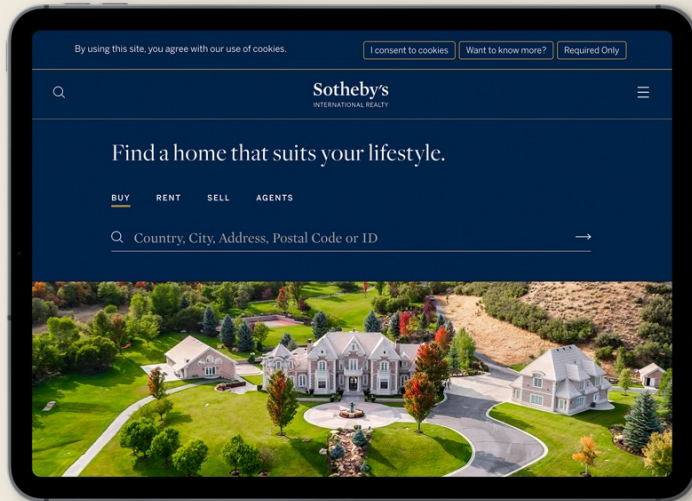 By using this site, you agree with our use of cookies.
I consent to cookies
Want to know more?
Required Only
Sotheby's
INTERNATIONAL REALTY
Find a home that suits your lifestyle.
BUY
RENT
SELL
AGENTS
Country, City, Address, Postal Code or ID